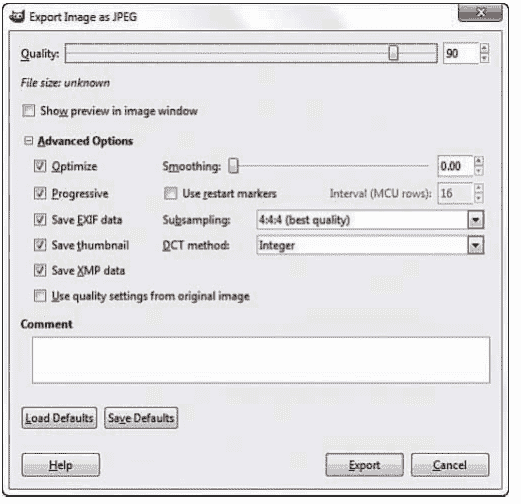 Export Image as JPEG
Quality: 90
File size: unknown
Show preview in image window
Advanced Options
Optimize Smoothing: 0.00
Progressive Use restart markers Interval (MCU rows): 16
Save EXIF data Subsampling: 4:4:4 (best quality)
Save thumbnail DCT method: Integer
Save XMP data
Use quality settings from original image
Comment
Load Defaults Save Defaults
Help Export Cancel